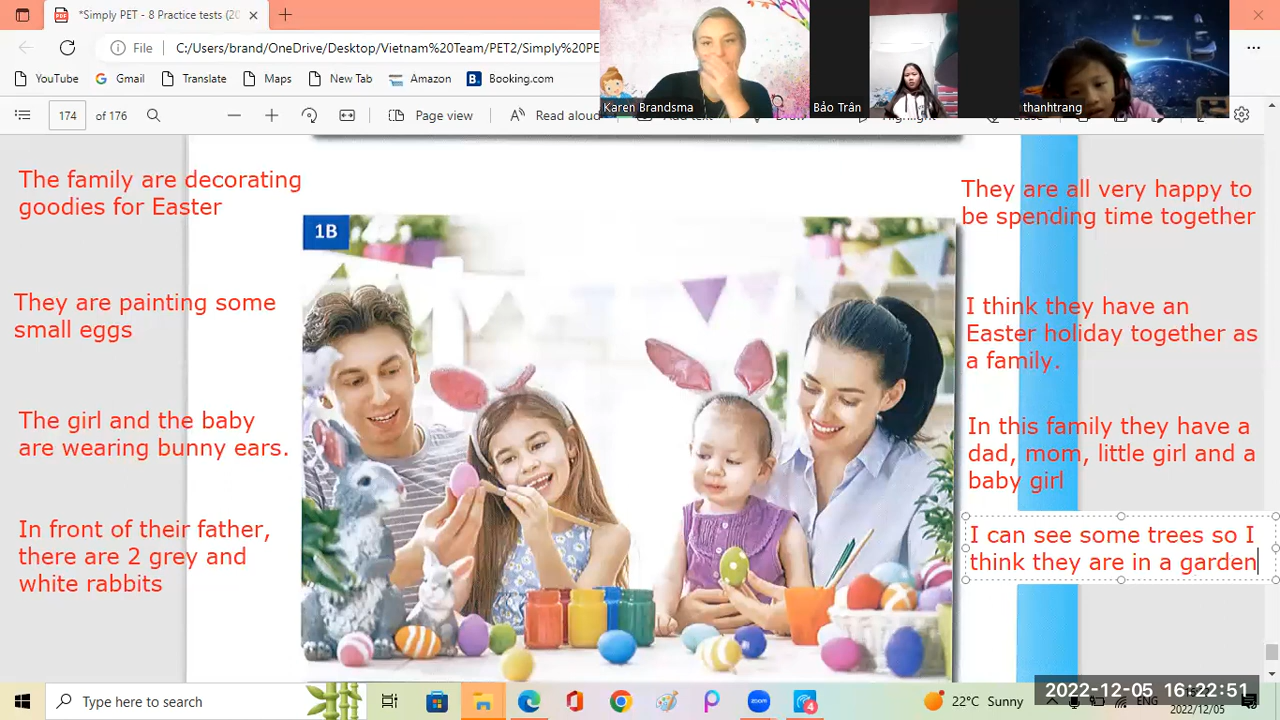 *Simply PET - 8 Practice tests (20
File
C:/Users/brand/OneDrive/Desktop/Vietnam%20Team/PET2/Simply%20PE
YouTube
Gmail
Translate
Maps
New Tab
Amazon
B
Booking.com
Karen Brandsma
Bảo Trân
thanhtrang
174
of 176
Page view
Read aloud
The family are decorating
goodies for Easter
They are painting some
small eggs
The girl and the baby
are wearing bunny ears.
In front of their father,
there are 2 grey and
white rabbits
1B
They are all very happy to
be spending time together
I think they have an
Easter holiday together as
a family.
In this family they have a
dad, mom, little girl and a
baby girl
I can see some trees so I
think they are in a garden
Type here to search
zoom
4
22°C Sunny
ENG
2022-12-05 16:22:51
2022/12/05